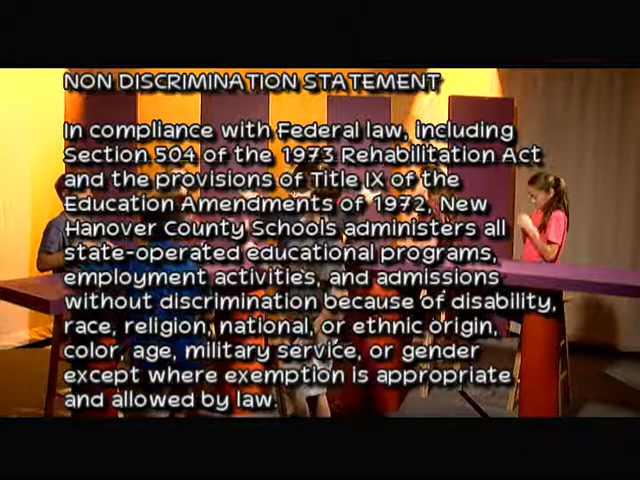 NON DISCRIMINATION STATEMENT
In compliance with Federal law, including
Section 504 of the 1973 Rehabilitation Act
and the provisions of Title IX of the
Education Amendments of 1972, New
Hanover County Schools administers all
state-operated educational programs,
employment activities, and admissions
without discrimination because of disability,
race, religion, national, or ethnic origin,
color, age, military service, or gender
except where exemption is appropriate
and allowed by law.